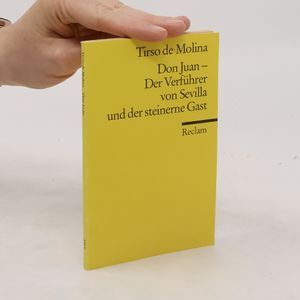 Tirso de Molina
Don Juan –
Der Verführer
von Sevilla
und der steinerne Gast
Reclam